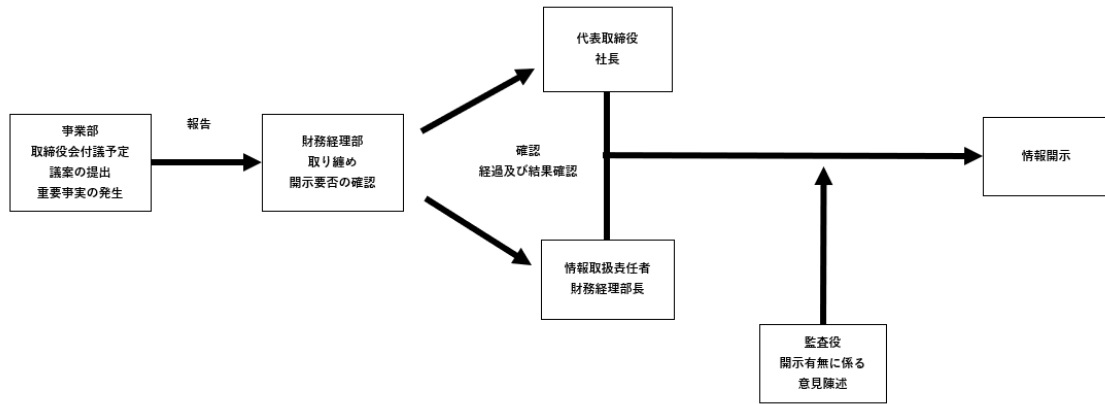 事業部
取締役会付議予定
議案の提出
重要事実の発生
報告
財務経理部
取り纏め
開示要否の確認
代表取締役
社長
確認
経過及び結果確認
情報取扱責任者
財務経理部長
情報開示
監査役
開示有無に係る
意見陳述